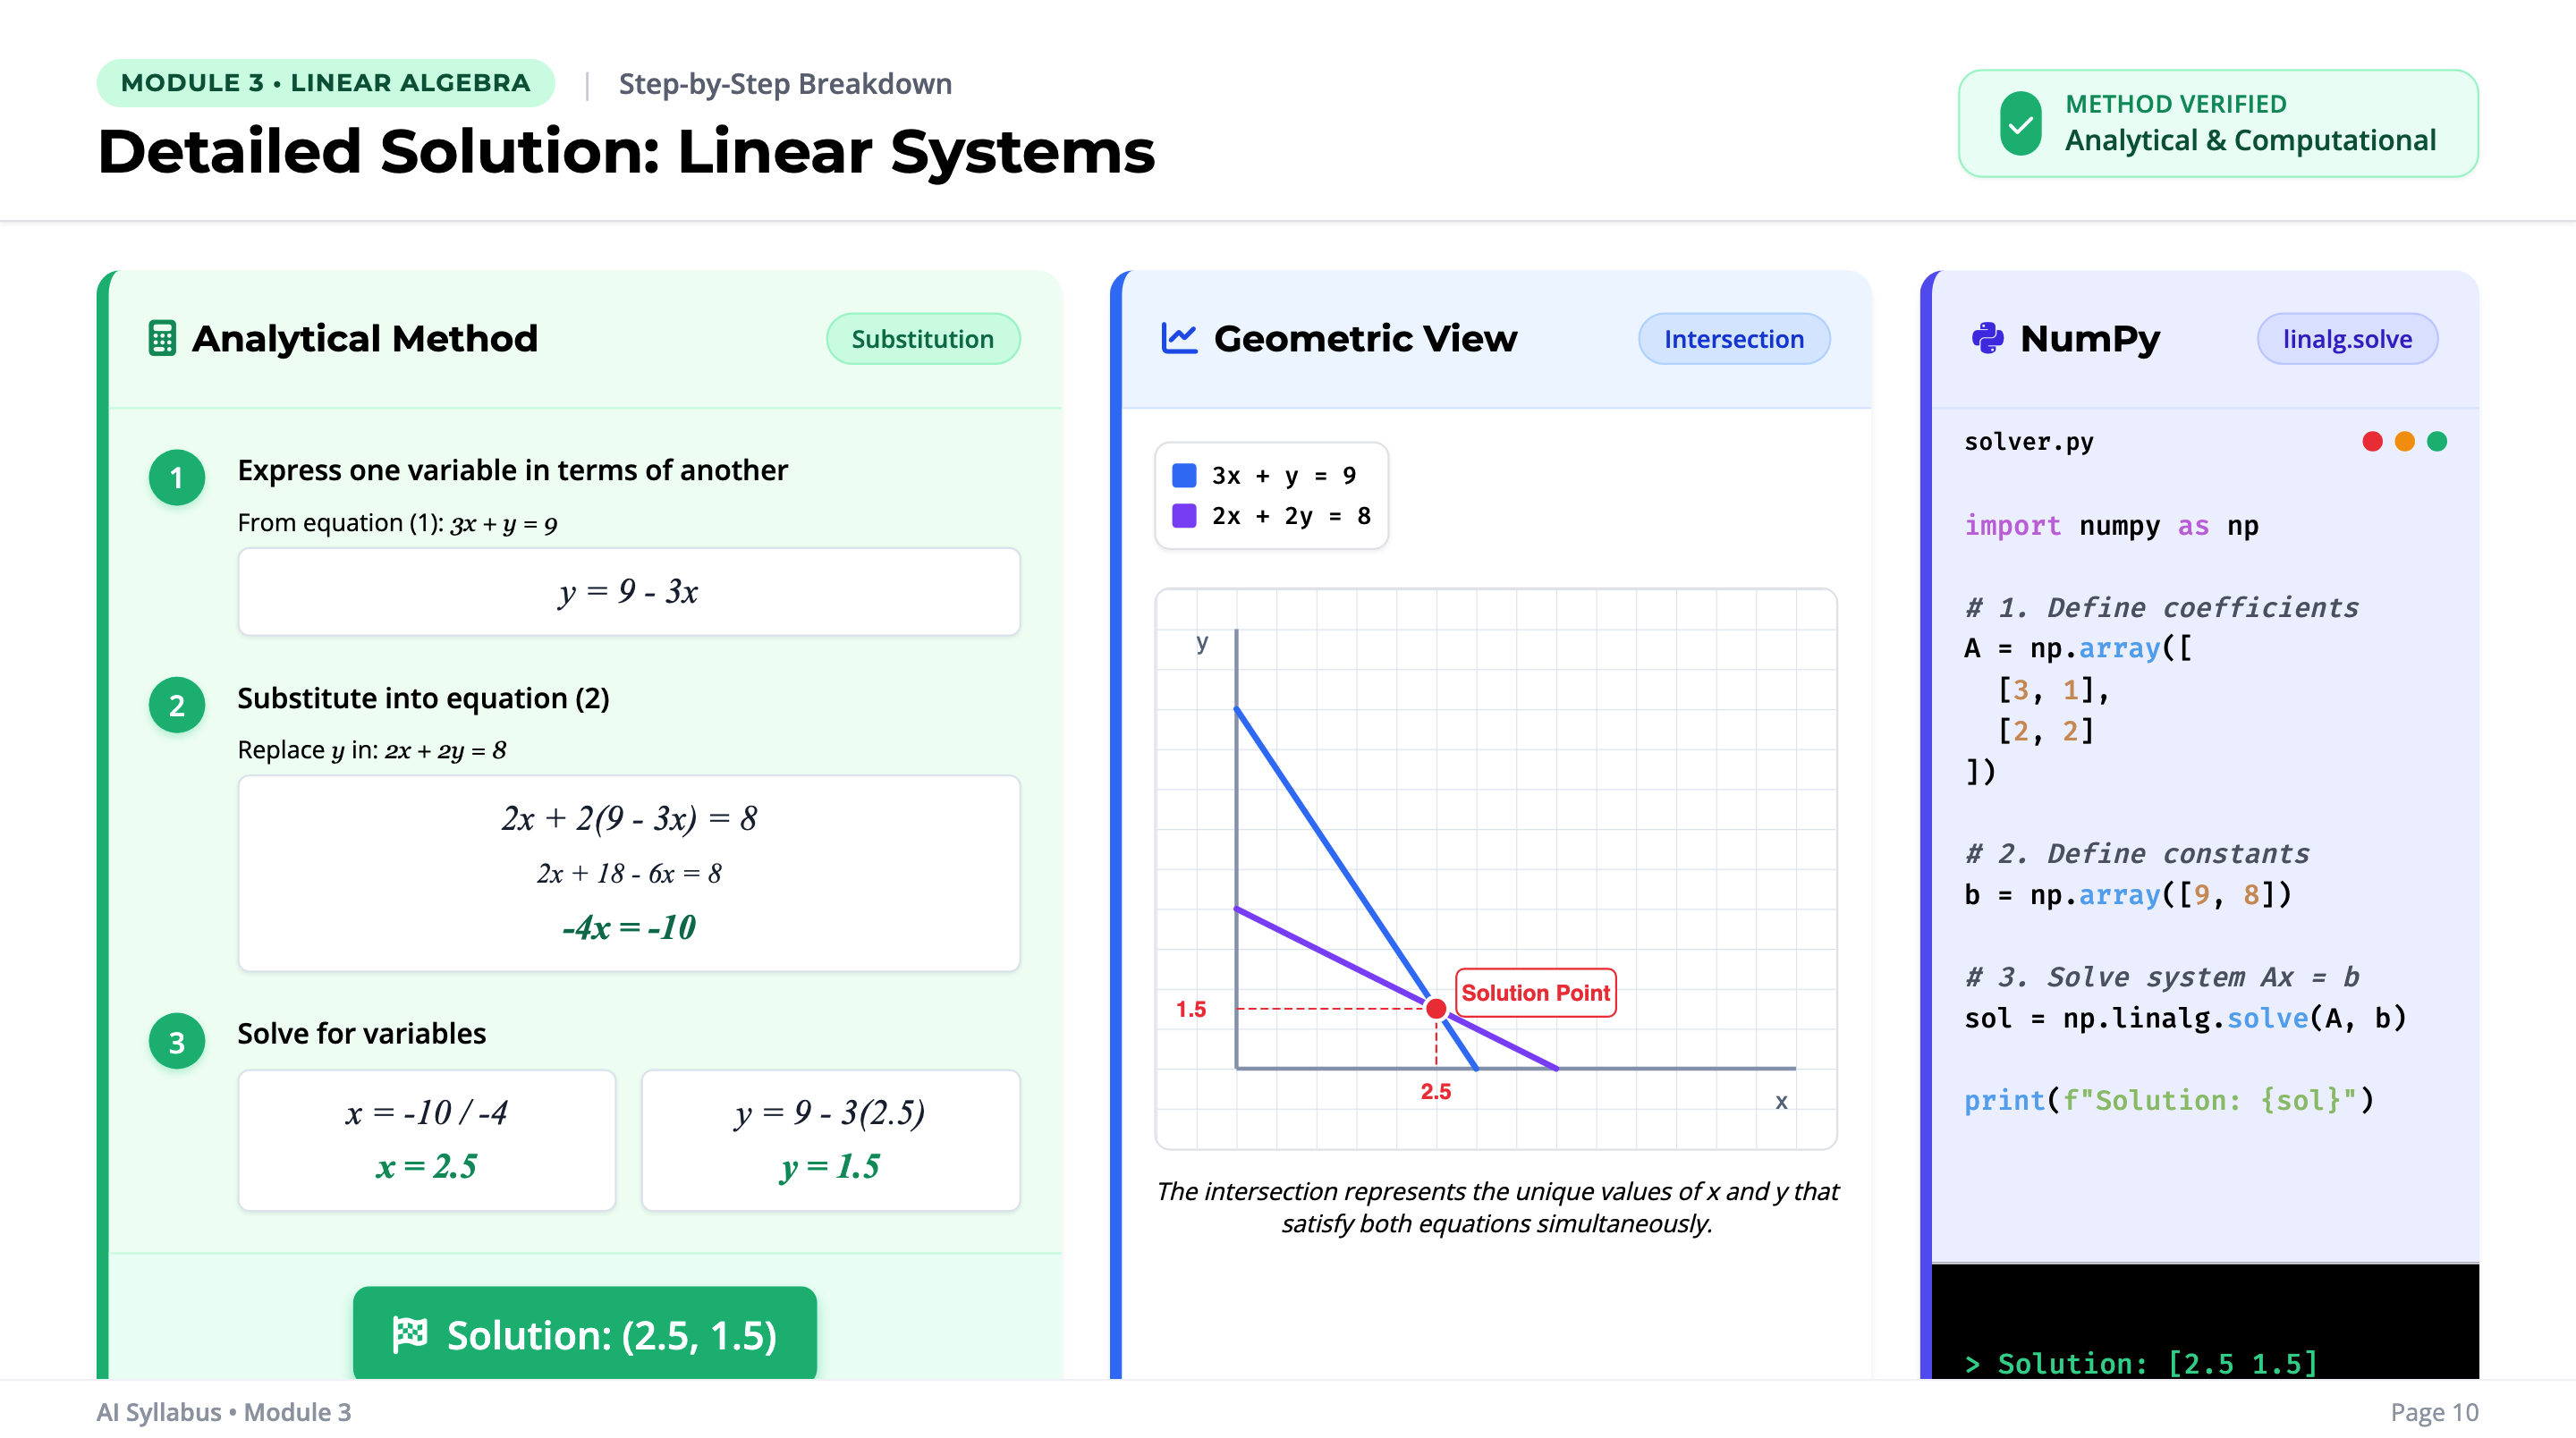 MODULE 3 • LINEAR ALGEBRA | Step-by-Step Breakdown
Detailed Solution: Linear Systems
METHOD VERIFIED
Analytical & Computational
Analytical Method
Substitution
1
Express one variable in terms of another
From equation (1): 3x + y = 9
y = 9 - 3x
2
Substitute into equation (2)
Replace y in: 2x + 2y = 8
2x + 2(9 - 3x) = 8
2x + 18 - 6x = 8
-4x = -10
3
Solve for variables
x = -10 / -4
x = 2.5
y = 9 - 3(2.5)
y = 1.5
Solution: (2.5, 1.5)
Geometric View
Intersection
3x + y = 9
2x + 2y = 8
y
Solution Point
1.5
2.5
x
The intersection represents the unique values of x and y that
satisfy both equations simultaneously.
NumPy
linalg.solve
solver.py
import numpy as np
# 1. Define coefficients
A = np.array([
[3, 1],
[2, 2]
])
# 2. Define constants
b = np.array([9, 8])
# 3. Solve system Ax = b
sol = np.linalg.solve(A, b)
print(f"Solution: {sol}")
> Solution: [2.5 1.5]
AI Syllabus • Module 3
Page 10